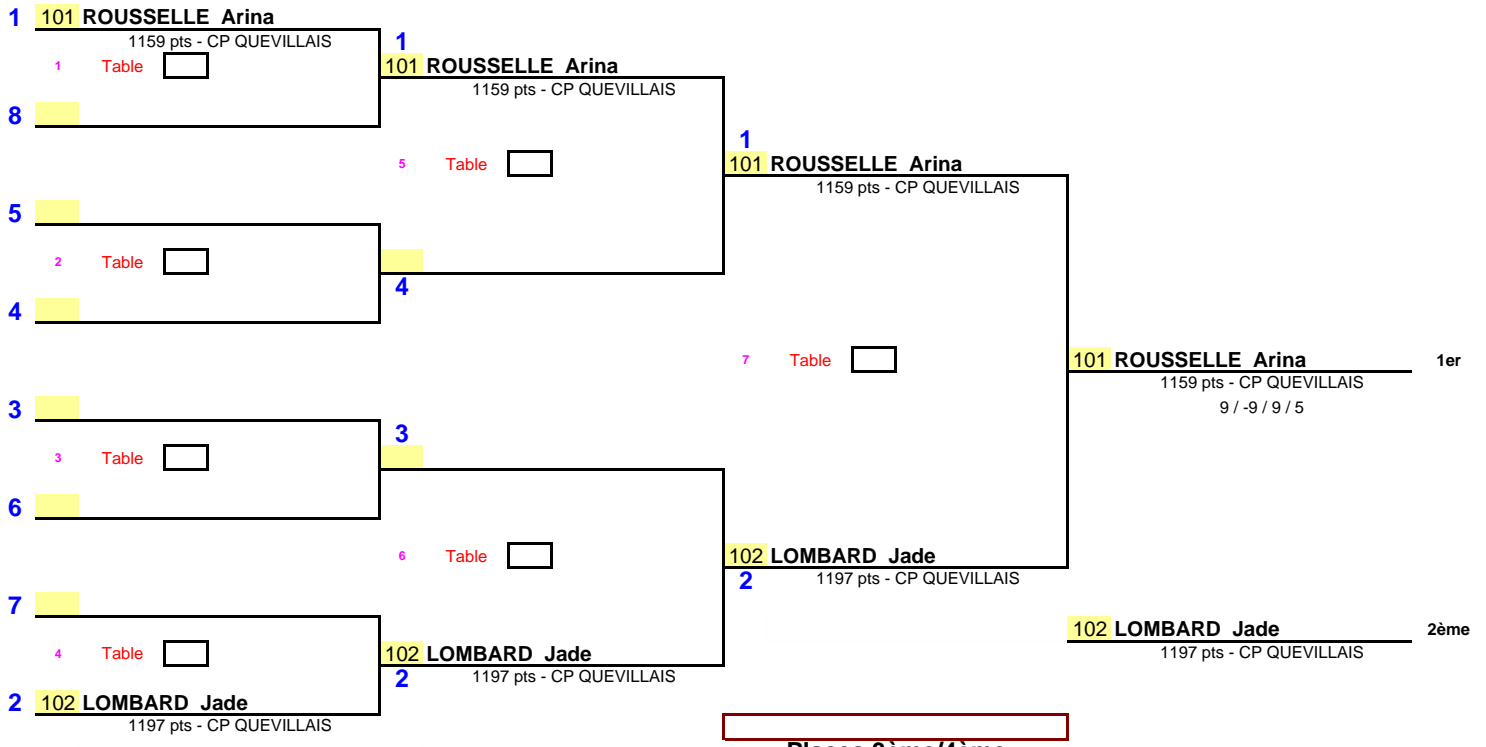 1 101 ROUSSELLE Arina
1159 pts - CP QUEVILLAIS
1 Table
8
1
101 ROUSSELLE Arina
1159 pts - CP QUEVILLAIS
5 Table
5
2 Table
4
4
1
101 ROUSSELLE Arina
1159 pts - CP QUEVILLAIS
7 Table
101 ROUSSELLE Arina 1er
1159 pts - CP QUEVILLAIS
9 / -9 / 9 / 5
3
3 Table
6
3
6 Table
102 LOMBARD Jade
2 1197 pts - CP QUEVILLAIS
7
4 Table
2 102 LOMBARD Jade
1197 pts - CP QUEVILLAIS
102 LOMBARD Jade
2 1197 pts - CP QUEVILLAIS
102 LOMBARD Jade 2ème
1197 pts - CP QUEVILLAIS
Places 3ème/4ème